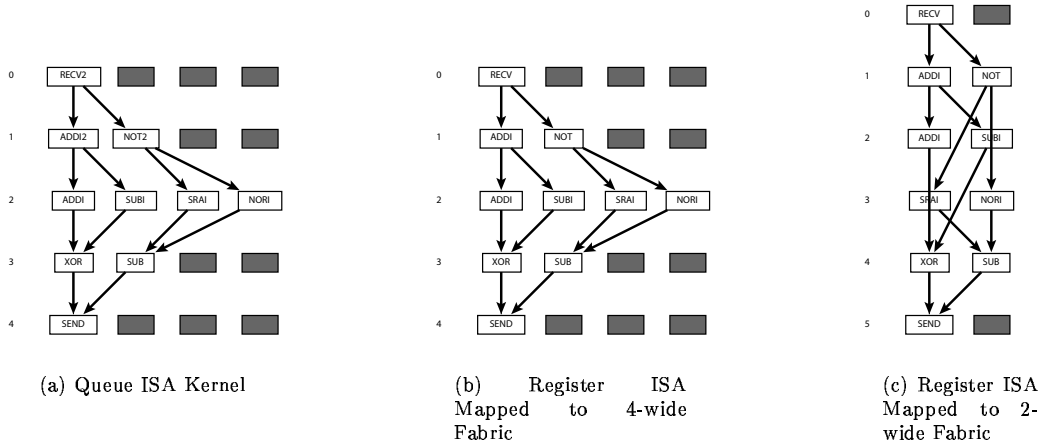 0 RECV2
1 ADDI2 NOT2
2 ADDI SUBI SRAI NORI
3 XOR SUB
4 SEND
(a) Queue ISA Kernel
0 RECV
1 ADDI NOT
2 ADDI SUBI SRAI NORI
3 XOR SUB
4 SEND
(b) Register ISA
Mapped to 4-wide
Fabric
0 RECV
1 ADDI NOT
2 ADDI SUBI
3 SRAI NORI
4 XOR SUB
5 SEND
(c) Register ISA
Mapped to 2-
wide Fabric